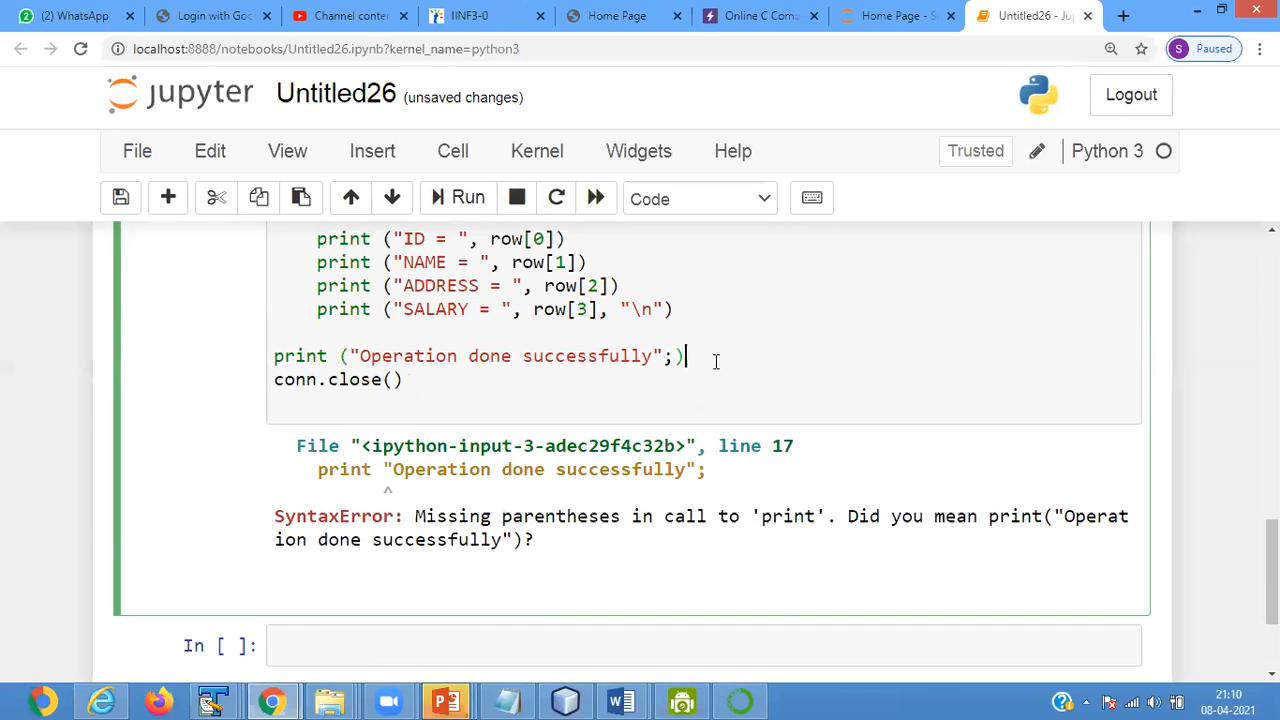 (2) WhatsApp
Login with Goo
Channel conten
IINF3-0
Home Page
Online C Com
Home Page - S
Untitled26 - Ju
localhost:8888/notebooks/Untitled26.ipynb?kernel_name=python3
S Paused
jupyter Untitled26 (unsaved changes)
Logout
File Edit View Insert Cell Kernel Widgets Help
Trusted
Python 3
Run
Code
print ("ID = ", row[0])
print ("NAME = ", row[1])
print ("ADDRESS = ", row[2])
print ("SALARY = ", row[3], "\n")
print ("Operation done successfully";)
conn.close()
File "<ipython-input-3-adec29f4c32b>", line 17
print "Operation done successfully";
^
SyntaxError: Missing parentheses in call to 'print'. Did you mean print("Operat
ion done successfully")?
In [ ]:
21:10
08-04-2021